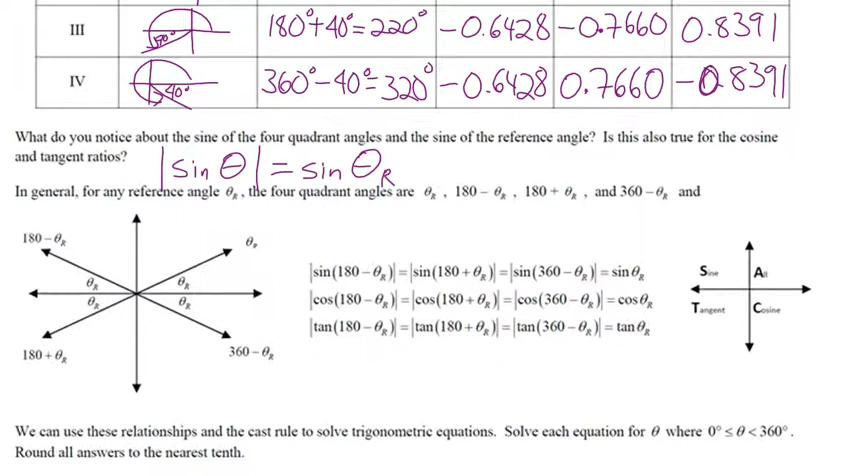 III 180° 180°+40°=220° -0.6428 -0.7660 0.8391
IV 40° 360°-40°=320° -0.6428 0.7660 -0.8391
What do you notice about the sine of the four quadrant angles and the sine of the reference angle? Is this also true for the cosine
and tangent ratios?
|sin θ| = sin θR
In general, for any reference angle θR, the four quadrant angles are θR, 180-θR, 180+θR, and 360-θR and
180-θR θR
θR θR
θR θR
180+θR 360-θR
|sin(180-θR)|=|sin(180+θR)|=|sin(360-θR)|=sinθR
|cos(180-θR)|=|cos(180+θR)|=|cos(360-θR)|=cosθR
|tan(180-θR)|=|tan(180+θR)|=|tan(360-θR)|=tanθR
Sine All
Tangent Cosine
We can use these relationships and the cast rule to solve trigonometric equations. Solve each equation for θ where 0°≤θ<360°.
Round all answers to the nearest tenth.